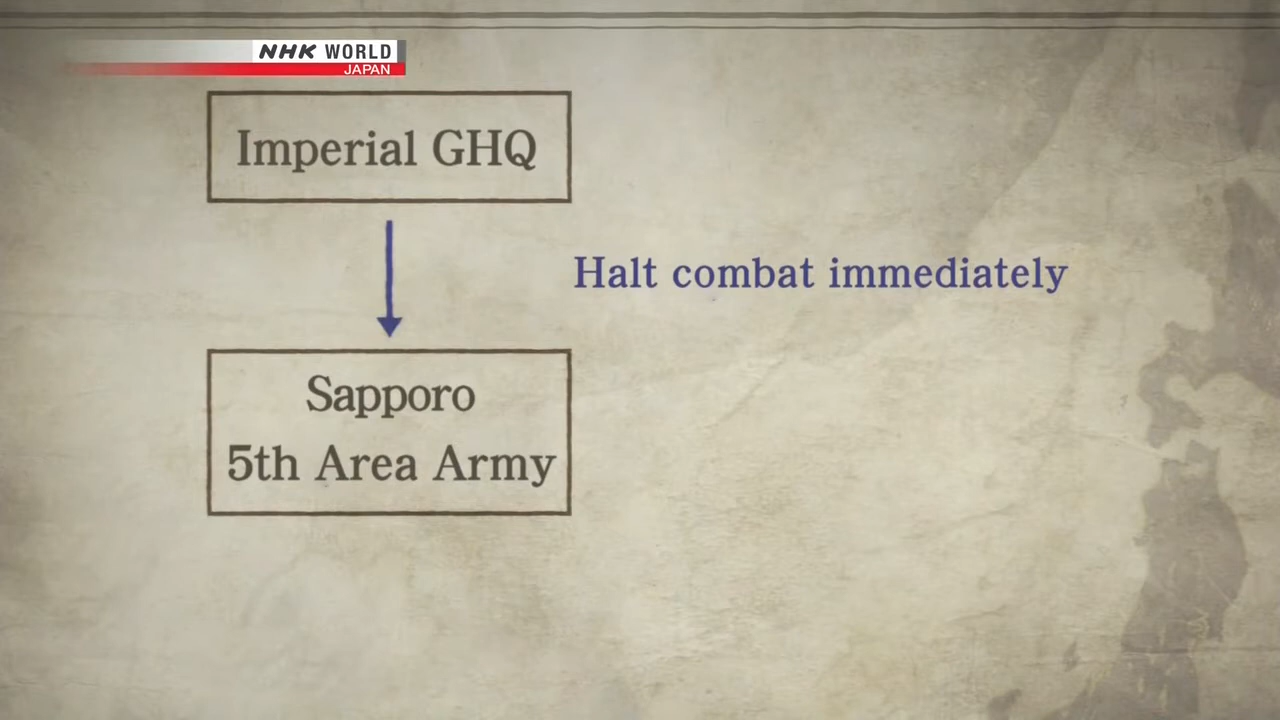 NHK WORLD
JAPAN
Imperial GHQ
Halt combat immediately
Sapporo
5th Area Army